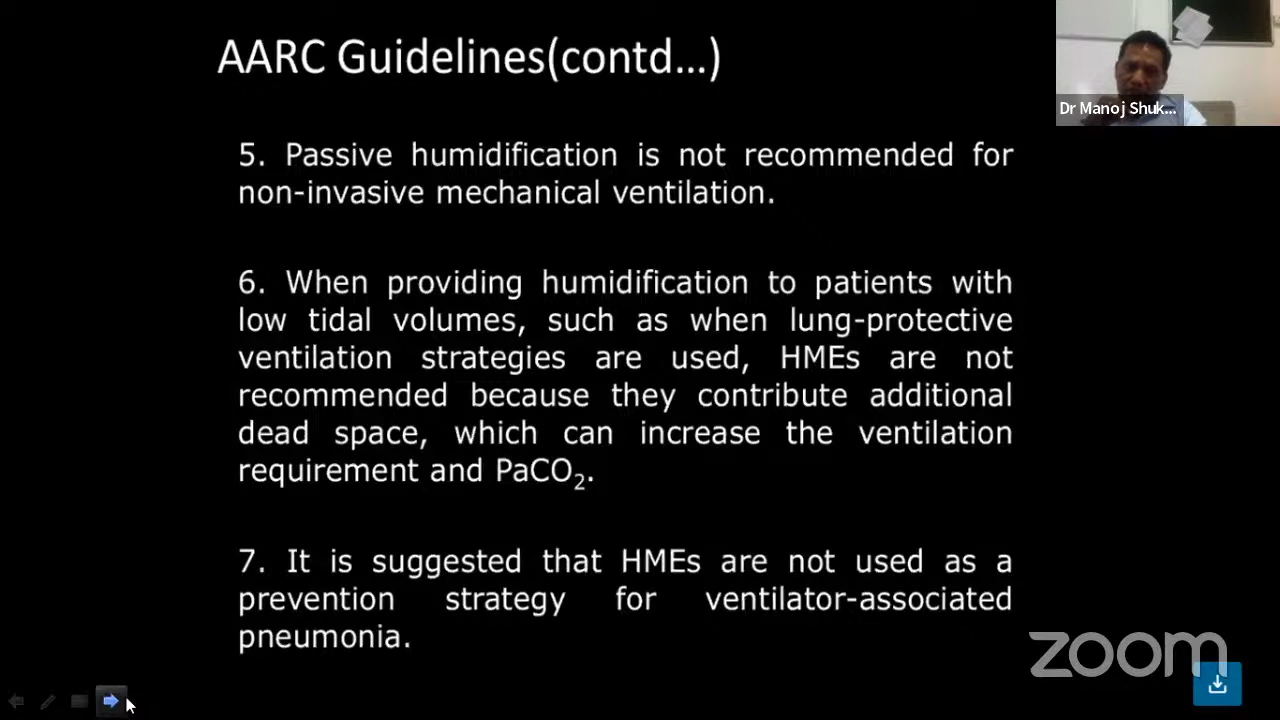 AARC Guidelines(contd...)
Dr Manoj Shuk...
5. Passive humidification is not recommended for
non-invasive mechanical ventilation.
6. When providing humidification to patients with
low tidal volumes, such as when lung-protective
ventilation strategies are used, HMEs are not
recommended because they contribute additional
dead space, which can increase the ventilation
requirement and PaCO₂.
7. It is suggested that HMEs are not used as a
prevention strategy for ventilator-associated
pneumonia.
zoom